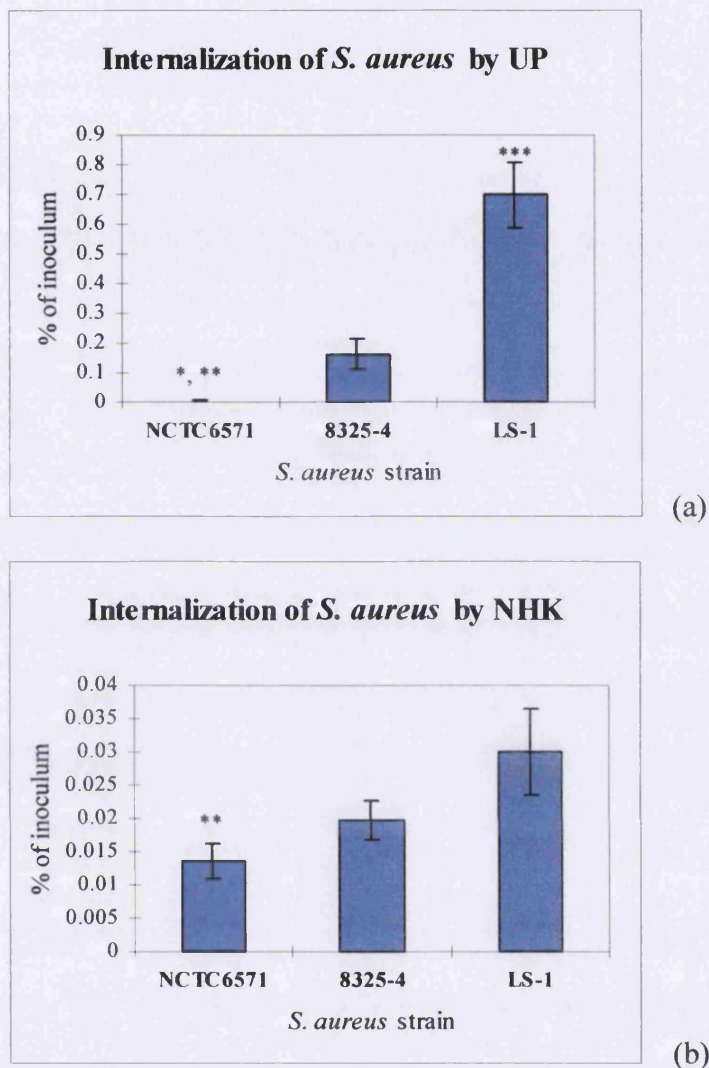 Internalization of S. aureus by UP
0.9
0.8
0.7
0.6
0.5
0.4
0.3
0.2
0.1
0
% of inoculum
*, **
***
NCTC6571 8325-4 LS-1
S. aureus strain
(a)
Internalization of S. aureus by NHK
0.04
0.035
0.03
0.025
0.02
0.015
0.01
0.005
0
% of inoculum
**
NCTC6571 8325-4 LS-1
S. aureus strain
(b)